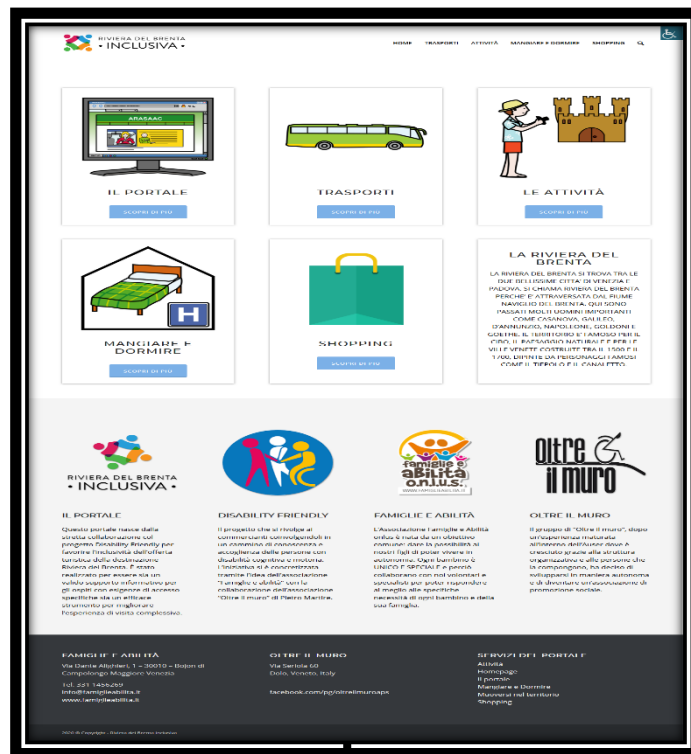 RIVIERA DEL BRENTA
• INCLUSIVA •
HOME TRASPORTI ATTIVITÀ MANGIARE E DORMIRE SHOPPING
ARASAAC
IL PORTALE
SCOPRI DI PIÙ
TRASPORTI
SCOPRI DI PIÙ
LE ATTIVITÀ
SCOPRI DI PIÙ
H
MANGIARE E
DORMIRE
SCOPRI DI PIÙ
SHOPPING
SCOPRI DI PIÙ
LA RIVIERA DEL
BRENTA
LA RIVIERA DEL BRENTA SI TROVA TRA LE
DUE BELLISSIME CITTA' DI VENEZIA E
PADOVA. SI CHIAMA RIVIERA DEL BRENTA
PERCHE' E' ATTRAVERSATA DAL FIUME
NAVIGLIO DEL BRENTA. QUI SONO
PASSATI MOLTI UOMINI IMPORTANTI
COME CASANOVA, GALILEO,
D'ANNUNZIO, NAPOLEONE, GOLDONI E
GOETHE. IL TERRITORIO E' FAMOSO PER IL
CIBO, IL PAESAGGIO NATURALE E PER LE
VILLE VENETE COSTRUITE TRA IL 1500 E IL
1700, DIPINTE DA PERSONAGGI FAMOSI
COME IL TIEPOLO E IL CANALETTO.
RIVIERA DEL BRENTA
• INCLUSIVA •
famiglie e
abilità
o.n.l.u.s.
WWW.FAMIGLIEABILITA.IT
oltre
il muro
IL PORTALE
Questo portale nasce dalla
stretta collaborazione col
progetto Disability Friendly per
favorire l'inclusività dell'offerta
turistica della destinazione
Riviera del Brenta. È stato
realizzato per essere sia un
valido supporto informativo per
gli ospiti con esigenze di accesso
specifiche sia un efficace
strumento per migliorare
l'esperienza di visita complessiva.
DISABILITY FRIENDLY
Il progetto che si rivolge ai
commercianti coinvolgendoli in
un cammino di conoscenza e
accoglienza delle persone con
disabilità cognitiva e motoria.
L'iniziativa si è concretizzata
tramite l'idea dell'associazione
"Famiglie e abilità" con la
collaborazione dell'associazione
"Oltre il muro" di Pietro Martire.
FAMIGLIE E ABILITÀ
L'Associazione Famiglie e Abilità
onlus è nata da un obiettivo
comune: dare la possibilità ai
nostri figli di poter vivere in
autonomia. Ogni bambino è
UNICO E SPECIALE e perciò
collaborano con noi volontari e
specialisti per poter rispondere
al meglio alle specifiche
necessità di ogni bambino e della
sua famiglia.
OLTRE IL MURO
Il gruppo di "Oltre il muro", dopo
un'esperienza maturata
all'interno dell'Auser dove è
cresciuto grazie alla struttura
organizzativa e alle persone che
la compongono, ha deciso di
svilupparsi in maniera autonoma
e di diventare un'associazione di
promozione sociale.
FAMIGLIE E ABILITÀ
Via Dante Alighieri, 1 – 30010 – Bojon di
Campolongo Maggiore Venezia
Tel: 331 1456269
info@famiglieabilita.it
www.famiglieabilita.it
OLTRE IL MURO
Via Seriola 60
Dolo, Veneto, Italy
facebook.com/pg/oltreilmuroaps
SERVIZI DEL PORTALE
Attività
Homepage
Il portale
Mangiare e Dormire
Muoversi nel territorio
Shopping
2020 © Copyright - Riviera del Brenta Inclusiva